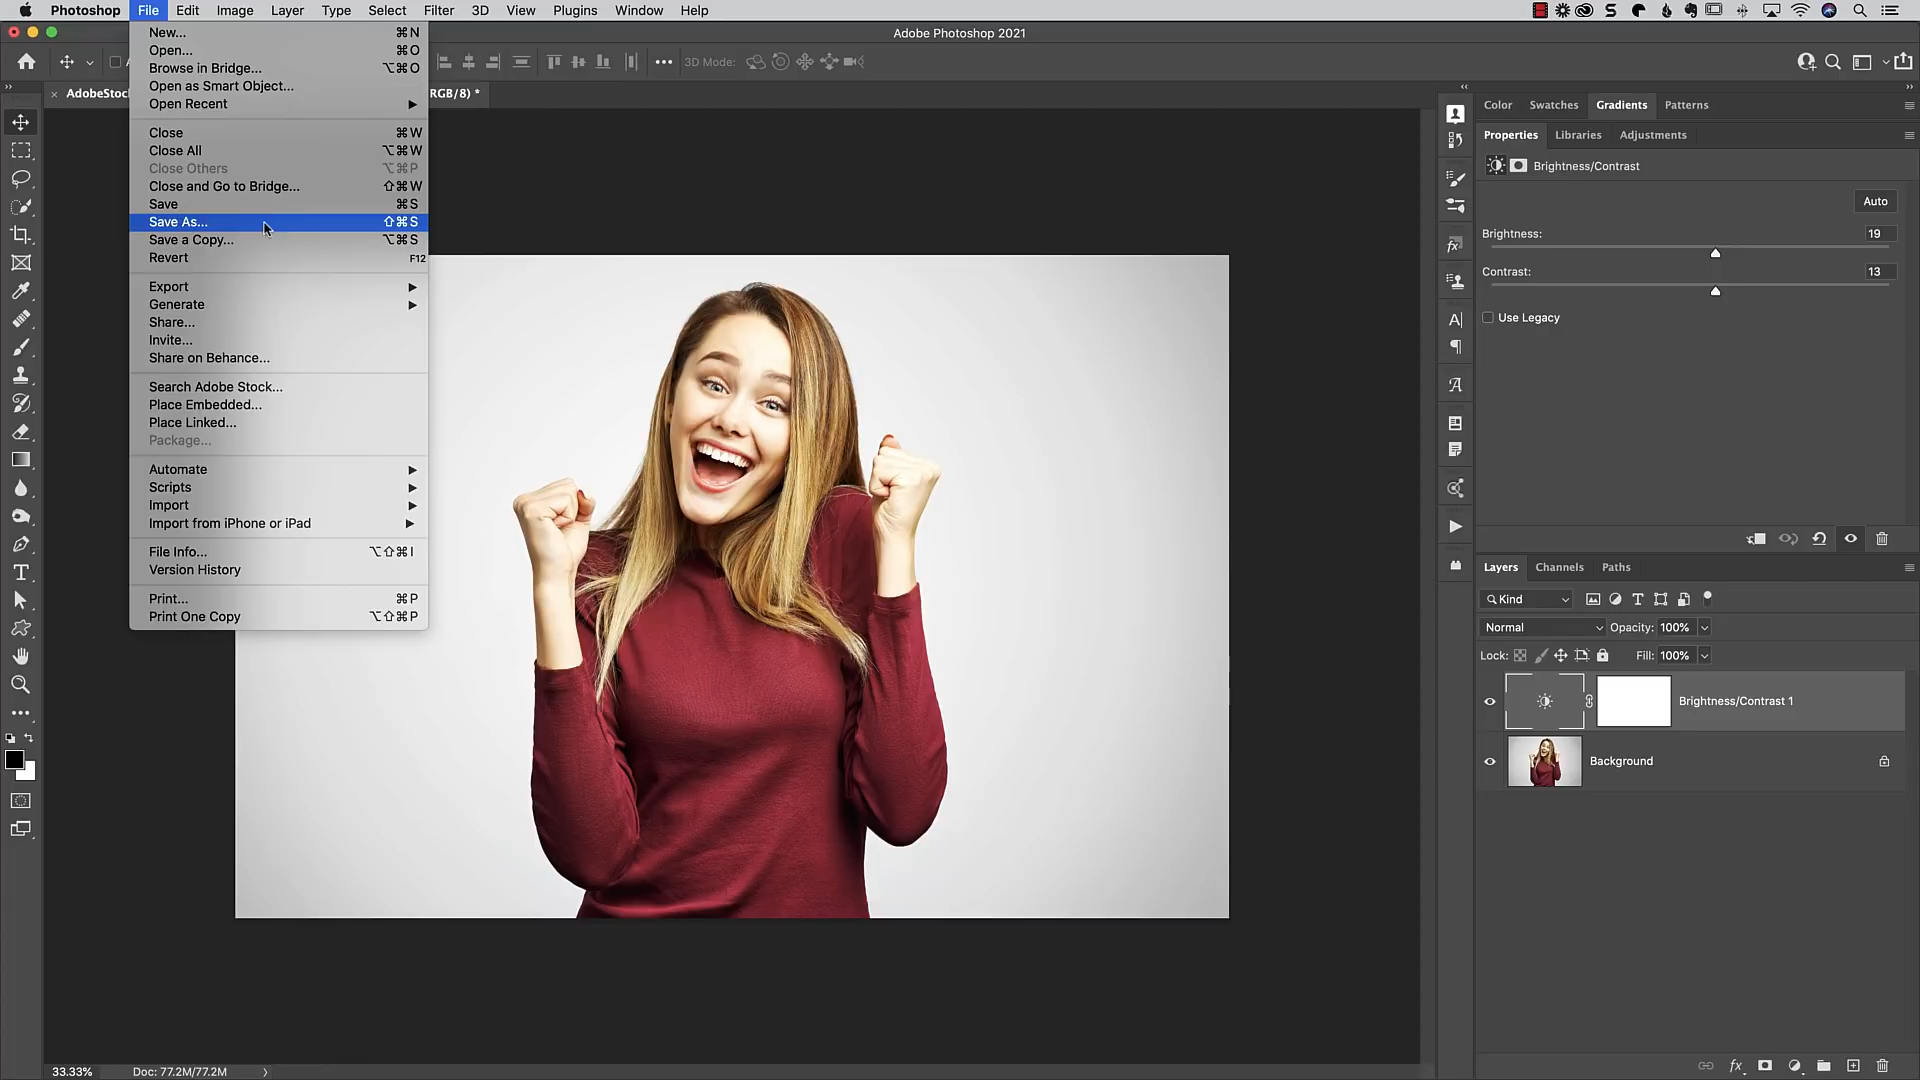 Photoshop File Edit Image Layer Type Select Filter 3D View Plugins Window Help
Adobe Photoshop 2021
3D Mode:
AdobeStoc
RGB/8) *
New... ⌘N
Open... ⌘O
Browse in Bridge... ⌥⌘O
Open as Smart Object...
Open Recent
Close ⌘W
Close All ⌥⌘W
Close Others ⌥⌘P
Close and Go to Bridge... ⇧⌘W
Save ⌘S
Save As... ⇧⌘S
Save a Copy... ⌥⌘S
Revert F12
Export
Generate
Share...
Invite...
Share on Behance...
Search Adobe Stock...
Place Embedded...
Place Linked...
Package...
Automate
Scripts
Import
Import from iPhone or iPad
File Info... ⌥⇧⌘I
Version History
Print... ⌘P
Print One Copy ⌥⇧⌘P
Color Swatches Gradients Patterns
Properties Libraries Adjustments
Brightness/Contrast
Auto
Brightness: 19
Contrast: 13
Use Legacy
Layers Channels Paths
Kind
Normal Opacity: 100%
Lock: Fill: 100%
Brightness/Contrast 1
Background
33.33% Doc: 77.2M/77.2M